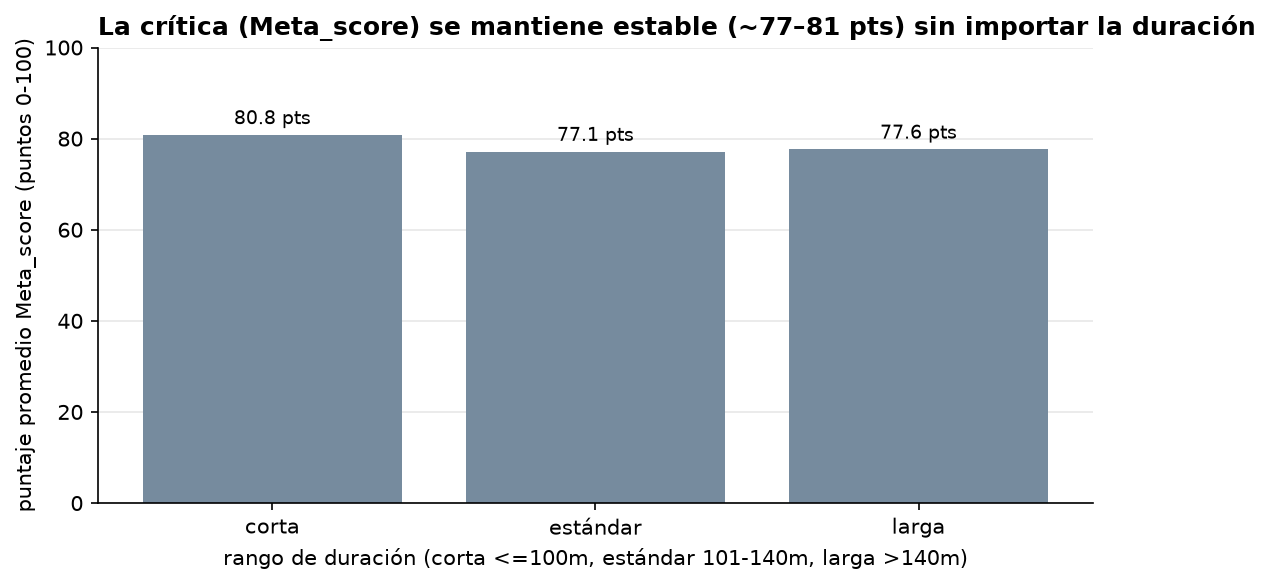 La crítica (Meta_score) se mantiene estable (~77–81 pts) sin importar la duración
puntaje promedio Meta_score (puntos 0-100)
100
80
60
40
20
0
80.8 pts
77.1 pts
77.6 pts
corta
estándar
larga
rango de duración (corta <=100m, estándar 101-140m, larga >140m)